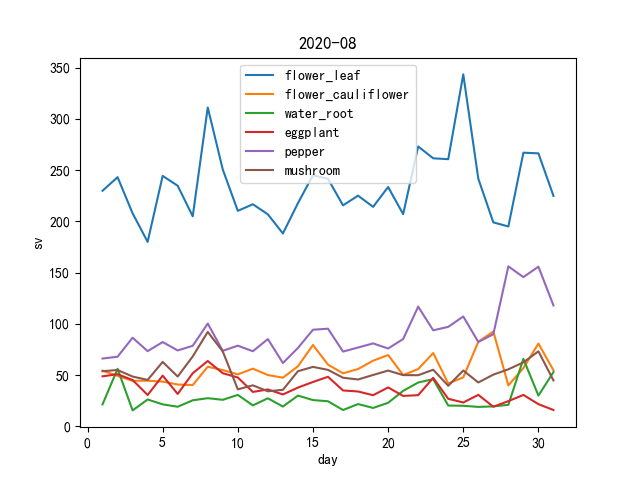 2020-08
350
300
250
200
150
100
50
0
sv
flower_leaf
flower_cauliflower
water_root
eggplant
pepper
mushroom
0 5 10 15 20 25 30
day